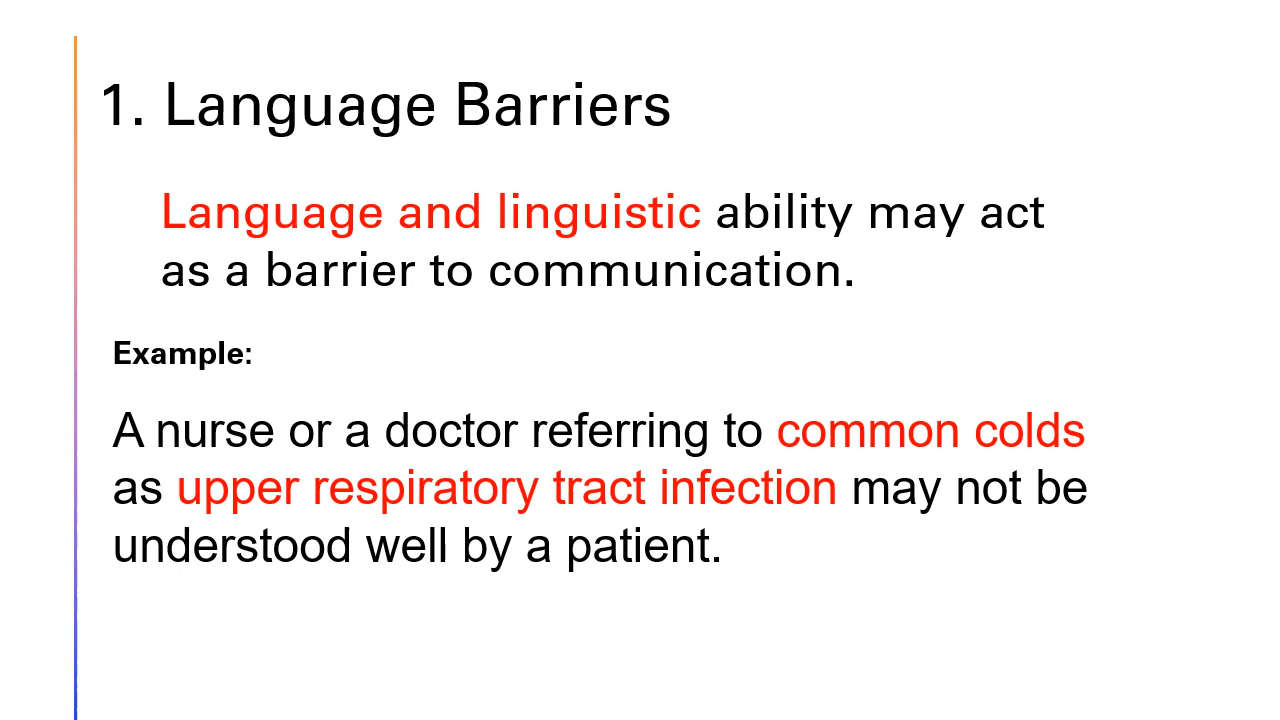 1. Language Barriers
Language and linguistic ability may act
as a barrier to communication.
Example:
A nurse or a doctor referring to common colds
as upper respiratory tract infection may not be
understood well by a patient.